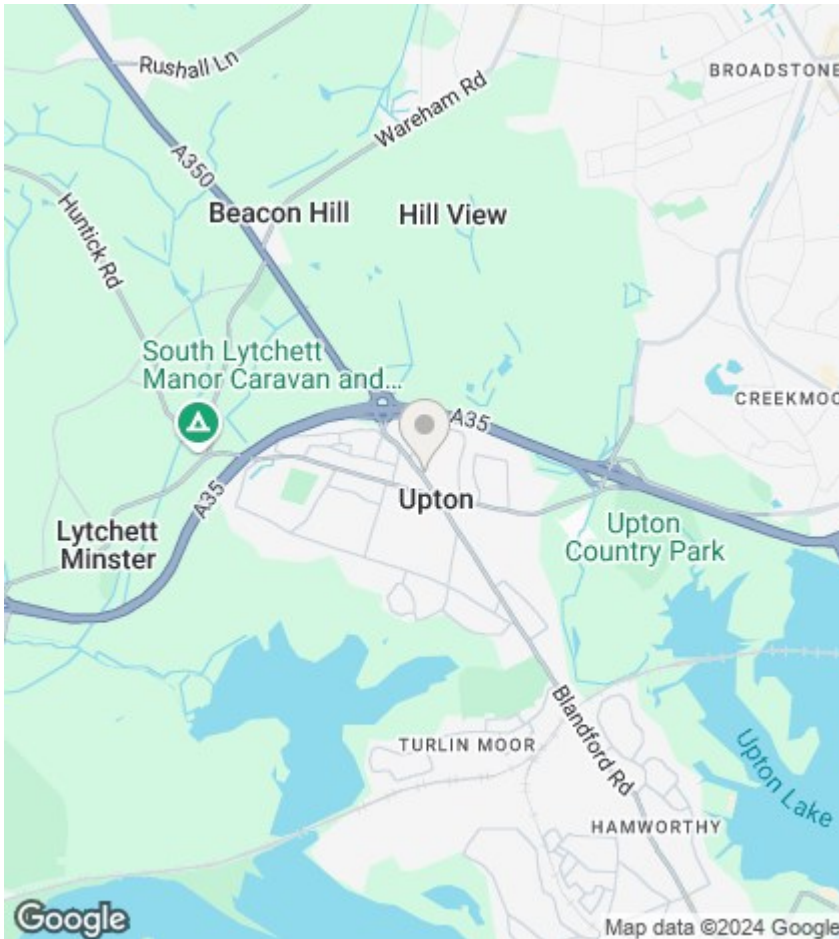 Rushall Ln
BROADSTONE
Wareham Rd
A350
Beacon Hill
Hill View
Huntick Rd
South Lytchett
Manor Caravan and...
CREEKMOO
A35
Upton
A35
Lytchett
Minster
Upton
Country Park
Blandford Rd
TURLIN MOOR
Upton Lake
HAMWORTHY
Google
Map data ©2024 Google